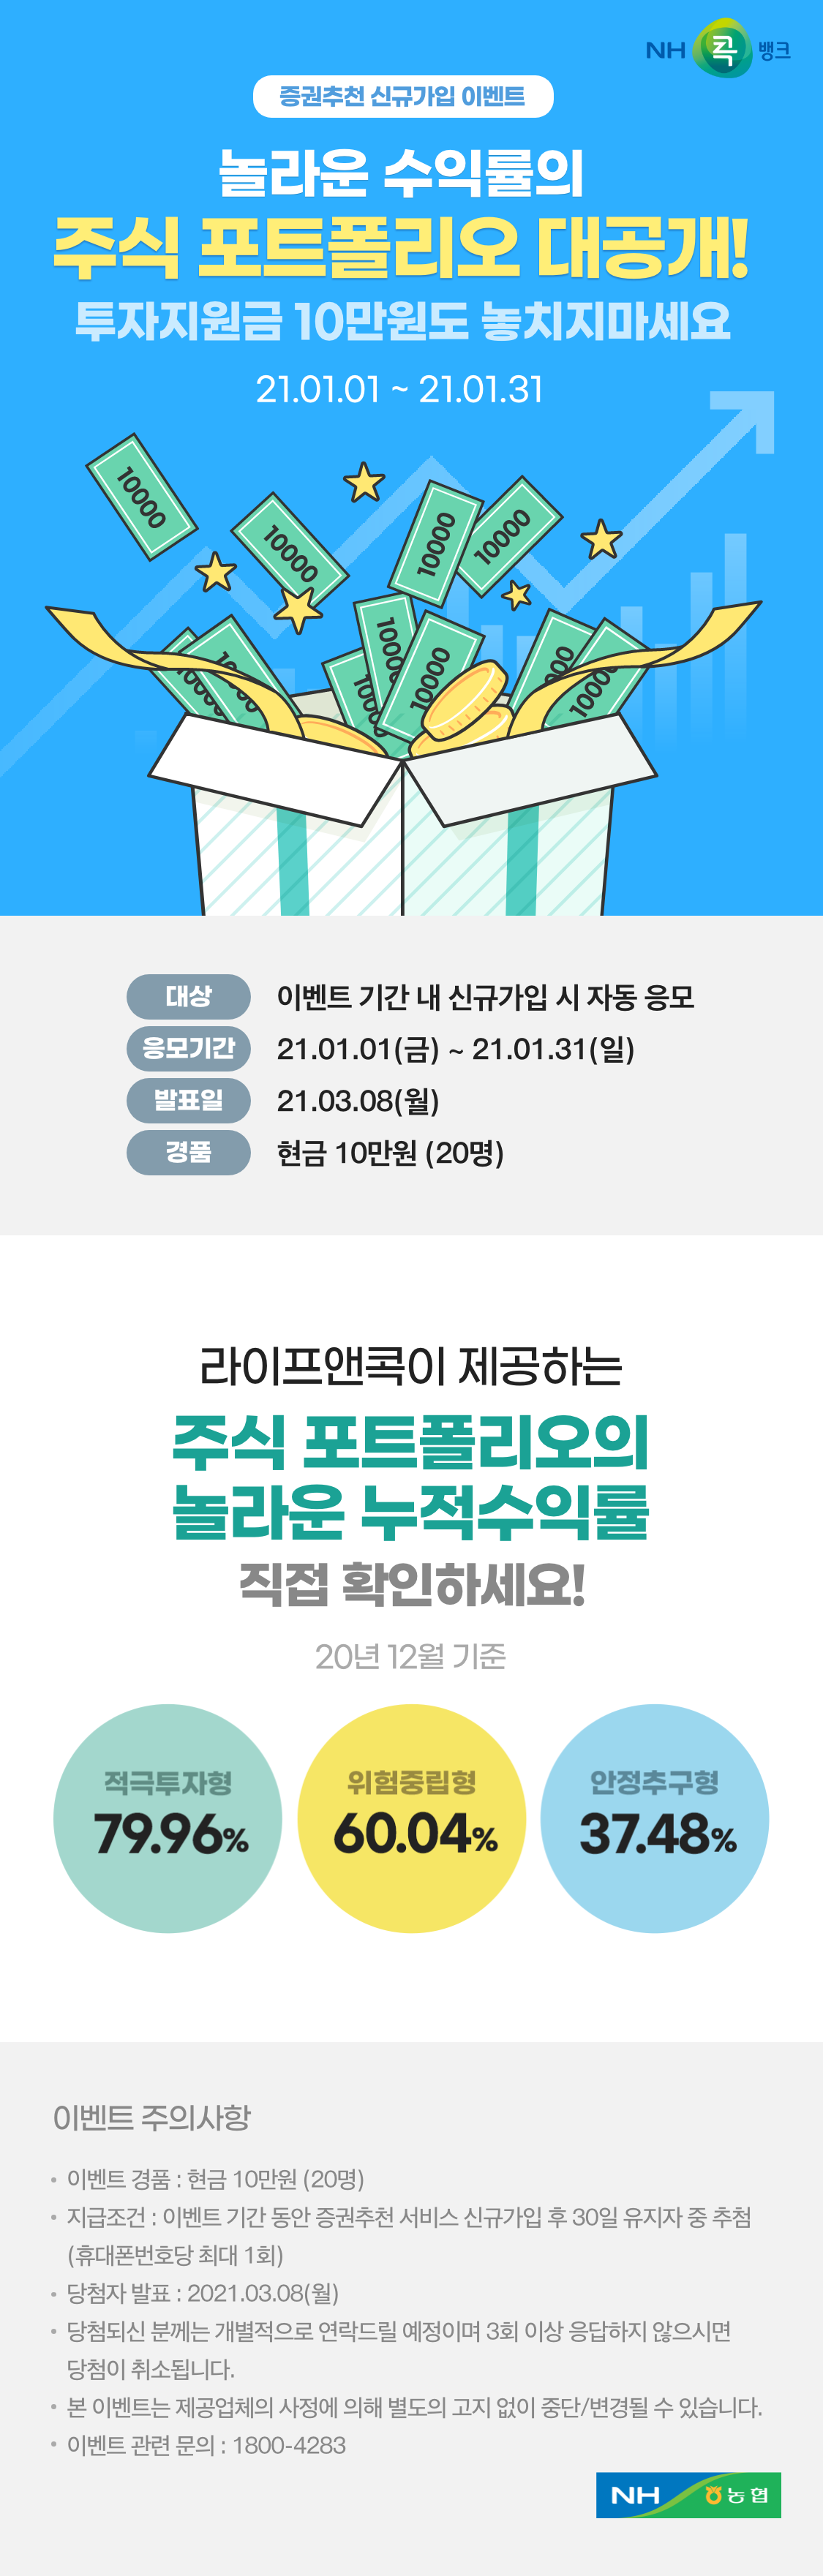 NH 콕 뱅크
증권추천 신규가입 이벤트
놀라운 수익률의
주식 포트폴리오 대공개!
투자지원금 10만원도 놓치지마세요
21.01.01 ~ 21.01.31
10000
10000
10000
10000
10000
10000
10000
대상 이벤트 기간 내 신규가입 시 자동 응모
응모기간 21.01.01(금) ~ 21.01.31(일)
발표일 21.03.08(월)
경품 현금 10만원 (20명)
라이프앤콕이 제공하는
주식 포트폴리오의
놀라운 누적수익률
직접 확인하세요!
20년 12월 기준
적극투자형 위험중립형 안정추구형
79.96% 60.04% 37.48%
이벤트 주의사항
• 이벤트 경품 : 현금 10만원 (20명)
• 지급조건 : 이벤트 기간 동안 증권추천 서비스 신규가입 후 30일 유지자 중 추첨
(휴대폰번호당 최대 1회)
• 당첨자 발표 : 2021.03.08(월)
• 당첨되신 분께는 개별적으로 연락드릴 예정이며 3회 이상 응답하지 않으시면
당첨이 취소됩니다.
• 본 이벤트는 제공업체의 사정에 의해 별도의 고지 없이 중단/변경될 수 있습니다.
• 이벤트 관련 문의 : 1800-4283
NH 농협